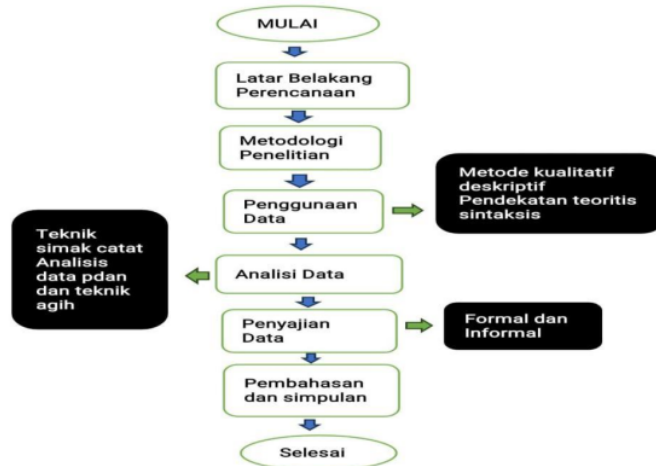 MULAI
Latar Belakang
Perencanaan
Metodologi
Penelitian
Penggunaan
Data
Metode kualitatif
deskriptif
Pendekatan teoritis
sintaksis
Teknik
simak catat
Analisis
data pdan
dan teknik
agih
Analisi Data
Penyajian
Data
Formal dan
Informal
Pembahasan
dan simpulan
Selesai